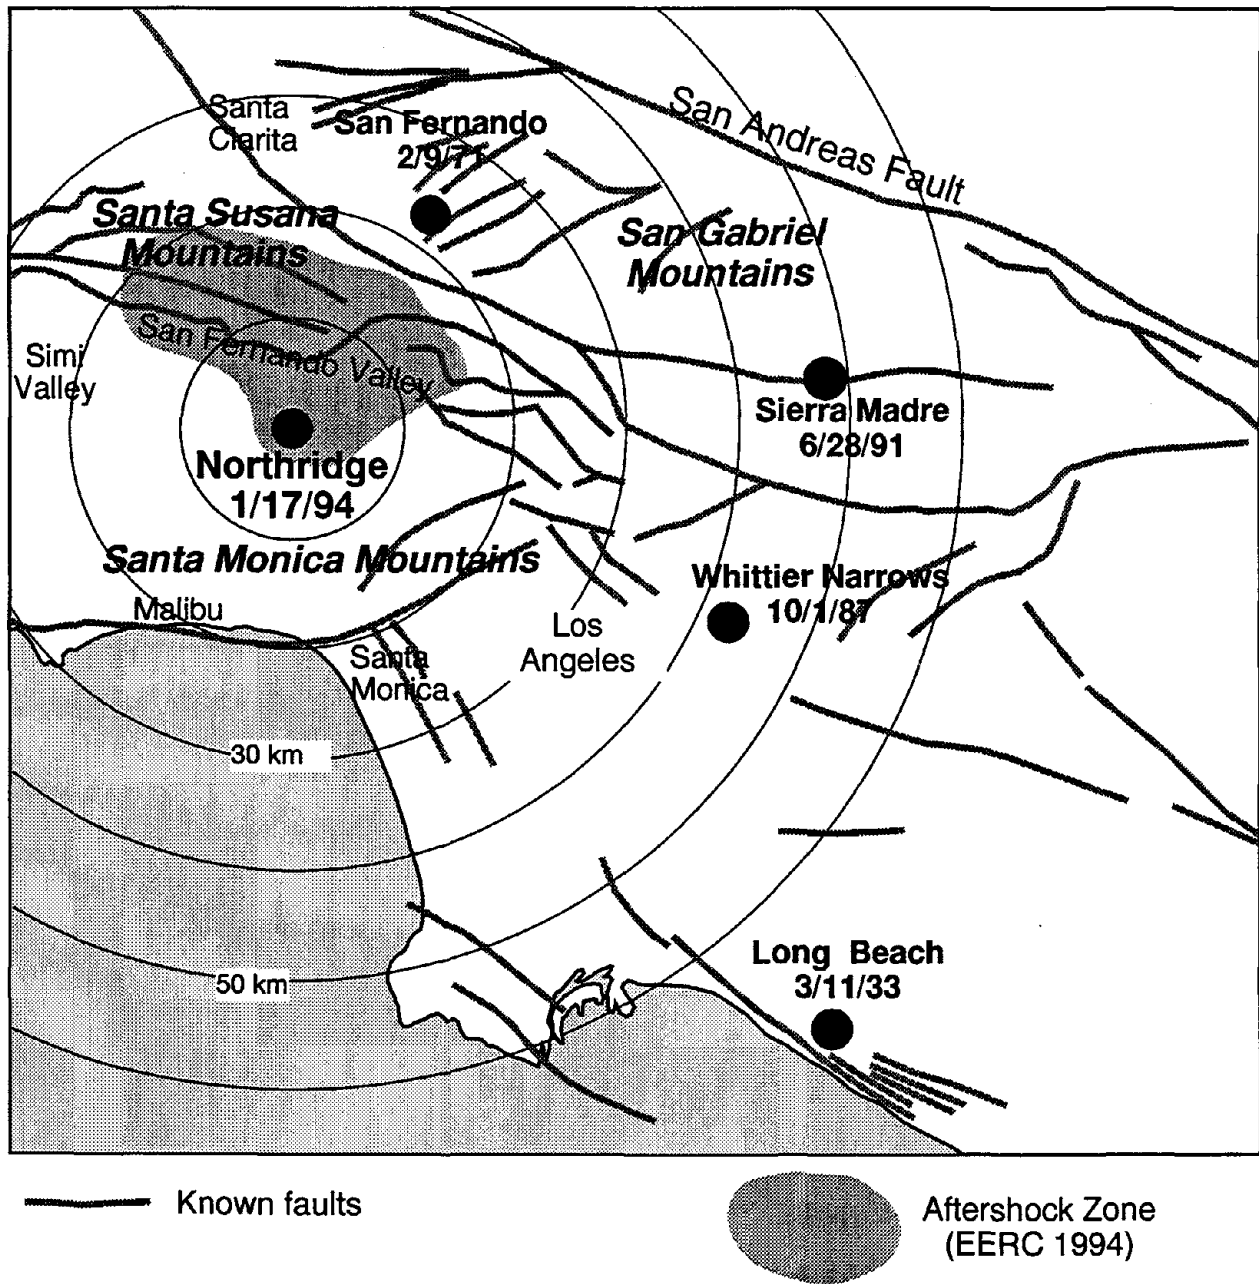 San Andreas Fault
Santa
Clarita
San Fernando
2/9/71
Santa Susana
Mountains
San Gabriel
Mountains
San Fernando Valley
Simi
Valley
Sierra Madre
6/28/91
Northridge
1/17/94
Santa Monica Mountains
Whittier Narrows
10/1/87
Malibu
Los
Angeles
Santa
Monica
30 km
50 km
Long Beach
3/11/33
Known faults
Aftershock Zone
(EERC 1994)